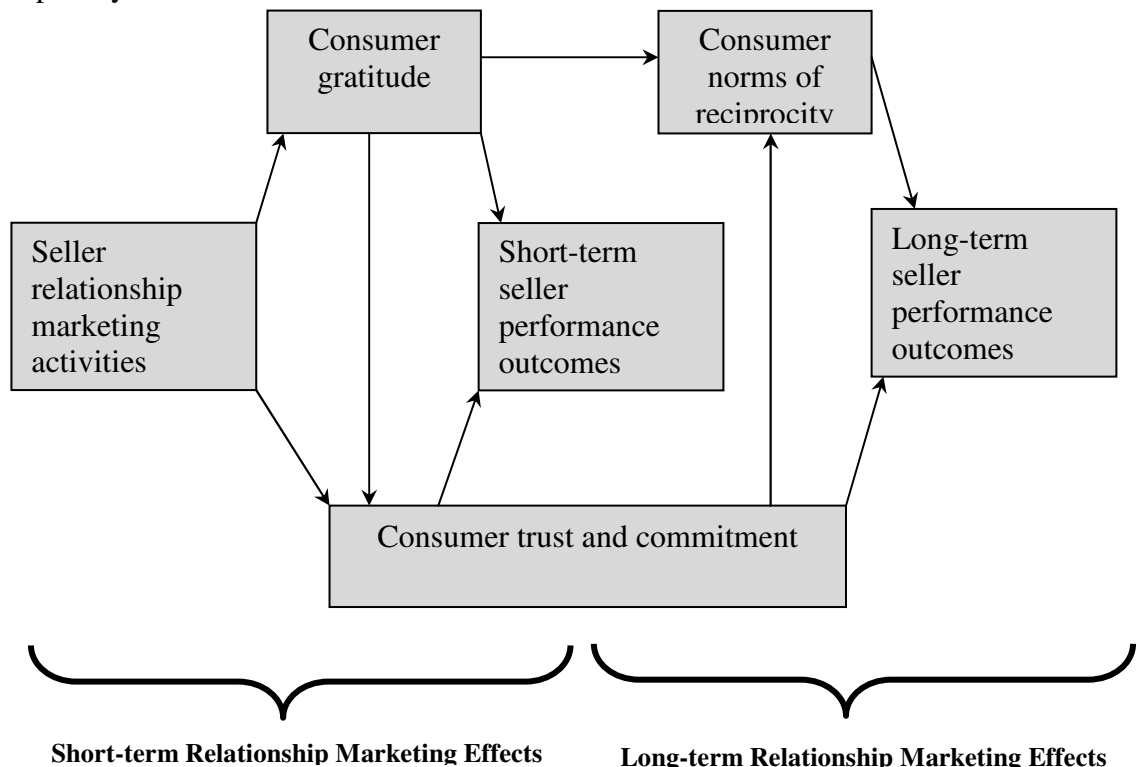 Consumer
gratitude
Consumer
norms of
reciprocity
Seller
relationship
marketing
activities
Short-term
seller
performance
outcomes
Long-term
seller
performance
outcomes
Consumer trust and commitment
Short-term Relationship Marketing Effects
Long-term Relationship Marketing Effects